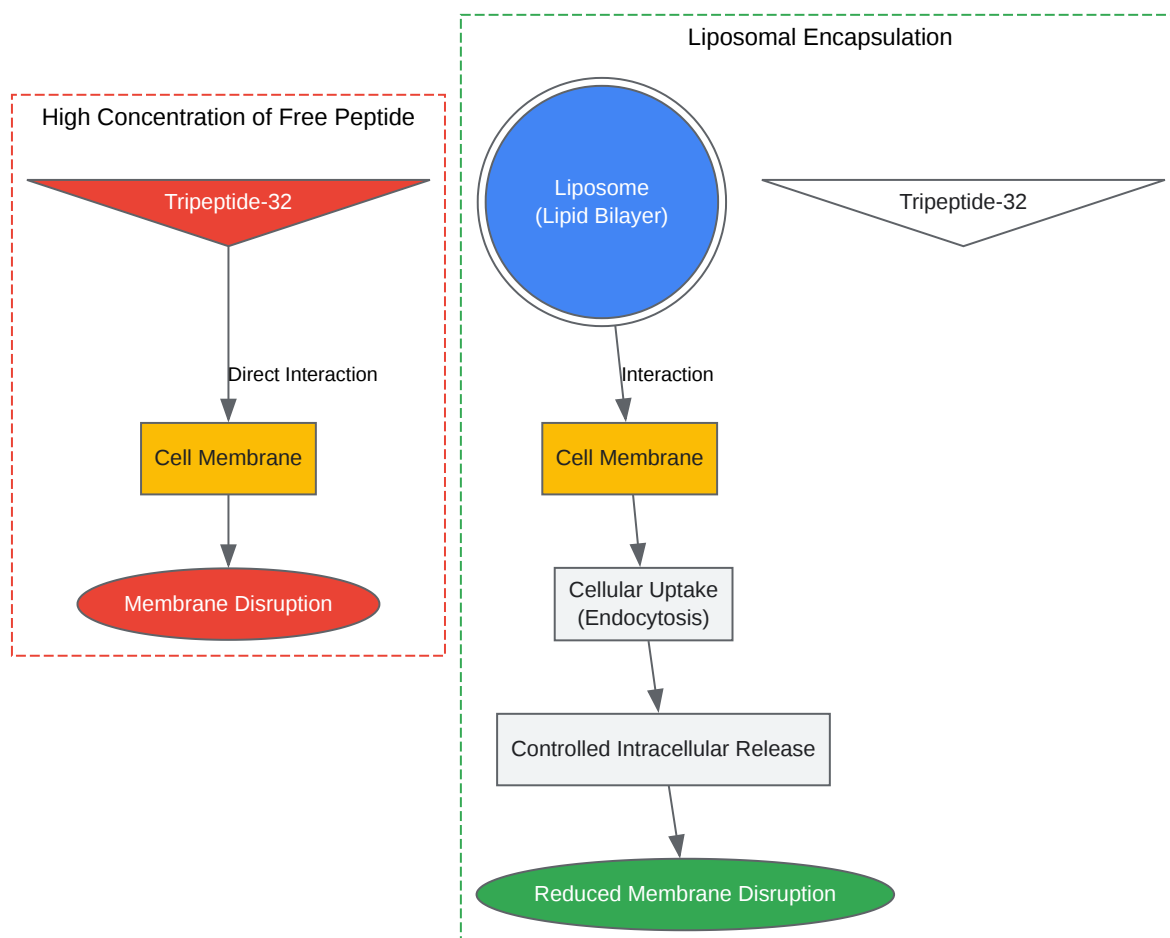 High Concentration of Free Peptide
Tripeptide-32
Direct Interaction
Cell Membrane
Membrane Disruption
Liposomal Encapsulation
Liposome
(Lipid Bilayer)
Tripeptide-32
Interaction
Cell Membrane
Cellular Uptake
(Endocytosis)
Controlled Intracellular Release
Reduced Membrane Disruption